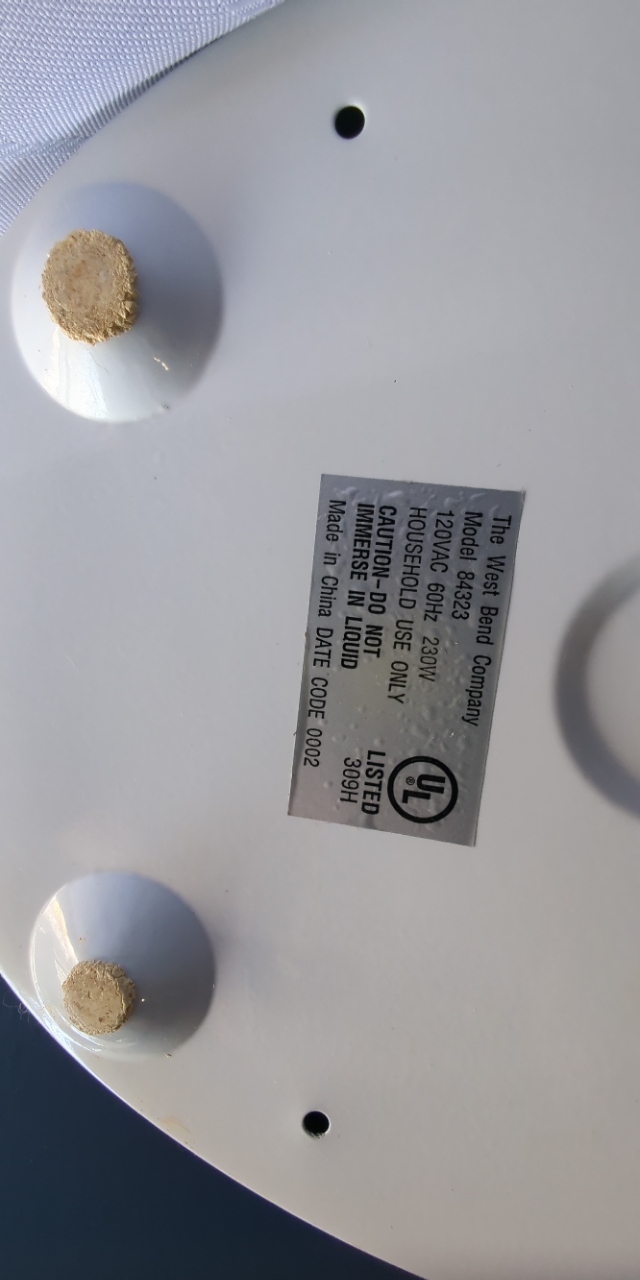 The West Bend Company
Model 84323
120VAC 60Hz 230W
HOUSEHOLD USE ONLY
CAUTION-DO NOT
IMMERSE IN LIQUID
Made in China DATE CODE 0002
UL
®
LISTED
309H